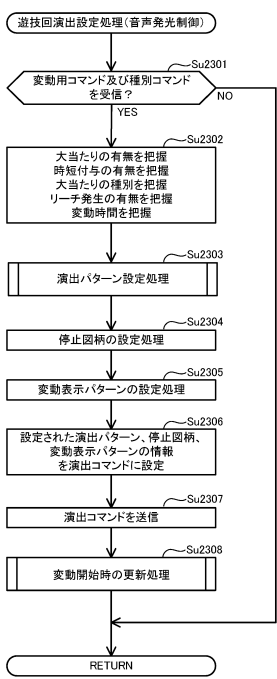 遊技回演出設定処理(音声発光制御)
Su2301
変動用コマンド及び種別コマンド
を受信？
NO
YES
Su2302
大当たりの有無を把握
時短付与の有無を把握
大当たりの種別を把握
リーチ発生の有無を把握
変動時間を把握
Su2303
演出パターン設定処理
Su2304
停止図柄の設定処理
Su2305
変動表示パターンの設定処理
Su2306
設定された演出パターン、停止図柄、
変動表示パターンの情報
を演出コマンドに設定
Su2307
演出コマンドを送信
Su2308
変動開始時の更新処理
RETURN